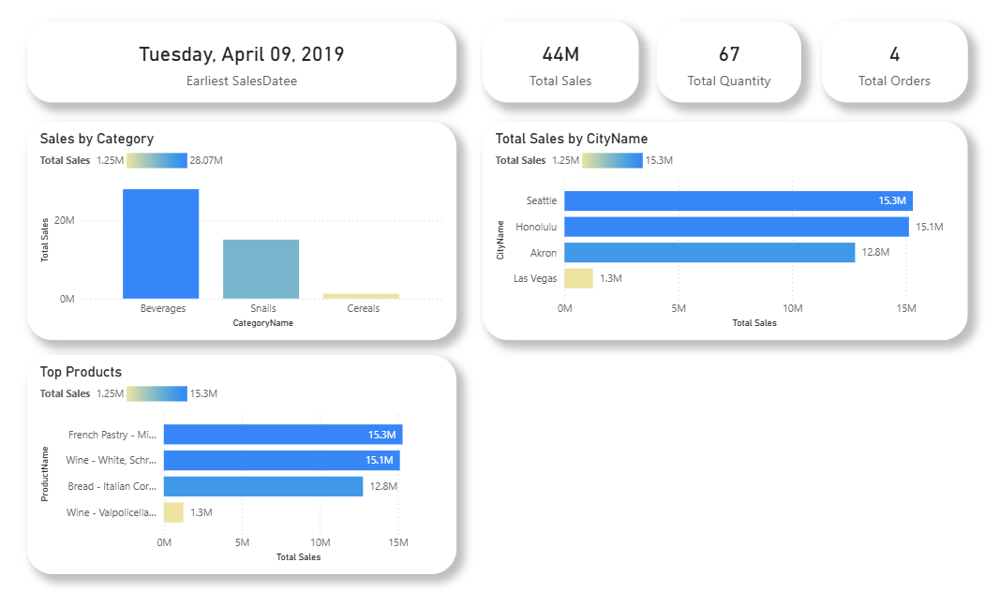 Tuesday, April 09, 2019
Earliest SalesDatee
44M
Total Sales
67
Total Quantity
4
Total Orders
Sales by Category
Total Sales 1.25M 28.07M
Total Sales
20M
0M
Beverages Snails Cereals
CategoryName
Total Sales by CityName
Total Sales 1.25M 15.3M
CityName
Seattle 15.3M
Honolulu 15.1M
Akron 12.8M
Las Vegas 1.3M
0M 5M 10M 15M
Total Sales
Top Products
Total Sales 1.25M 15.3M
ProductName
French Pastry - Mi... 15.3M
Wine - White, Schr... 15.1M
Bread - Italian Cor... 12.8M
Wine - Valpolicella... 1.3M
0M 5M 10M 15M
Total Sales